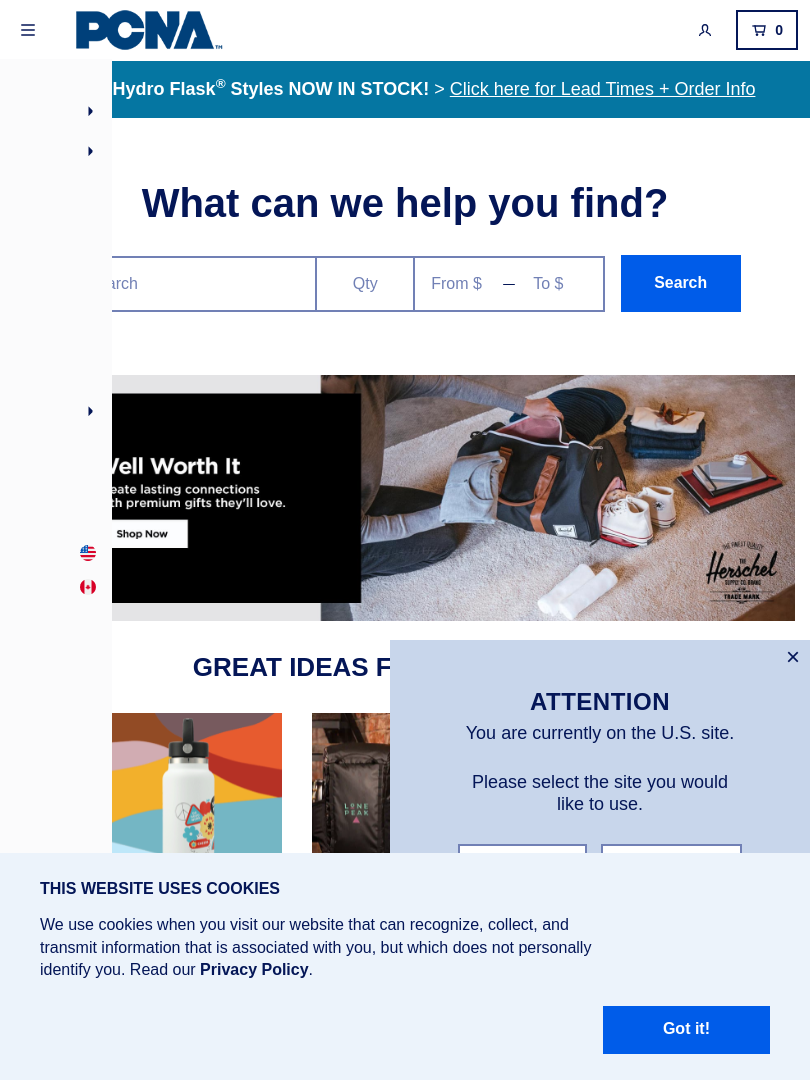 PCNA™
0
Hydro Flask® Styles NOW IN STOCK! > Click here for Lead Times + Order Info
What can we help you find?
arch
Qty
From $ — To $
Search
Well Worth It
eate lasting connections
th premium gifts they'll love.
Shop Now
THE FINEST QUALITY
Herschel
SUPPLY CO BRAND
TRADE MARK
GREAT IDEAS F
ATTENTION
You are currently on the U.S. site.
Please select the site you would
like to use.
LONE
PEAK
THIS WEBSITE USES COOKIES
We use cookies when you visit our website that can recognize, collect, and
transmit information that is associated with you, but which does not personally
identify you. Read our Privacy Policy.
Got it!